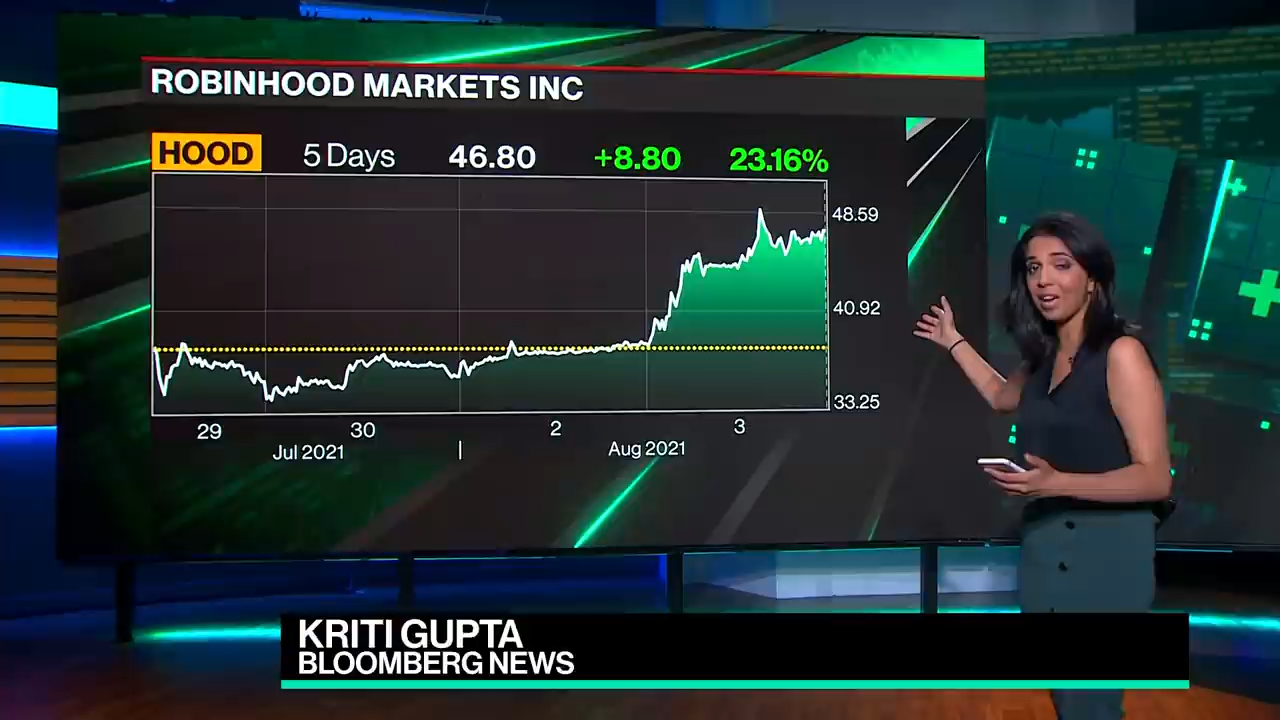 ROBINHOOD MARKETS INC
HOOD 5 Days 46.80 +8.80 23.16%
48.59
40.92
33.25
29 30 2 3
Jul 2021 | Aug 2021
KRITI GUPTA
BLOOMBERG NEWS